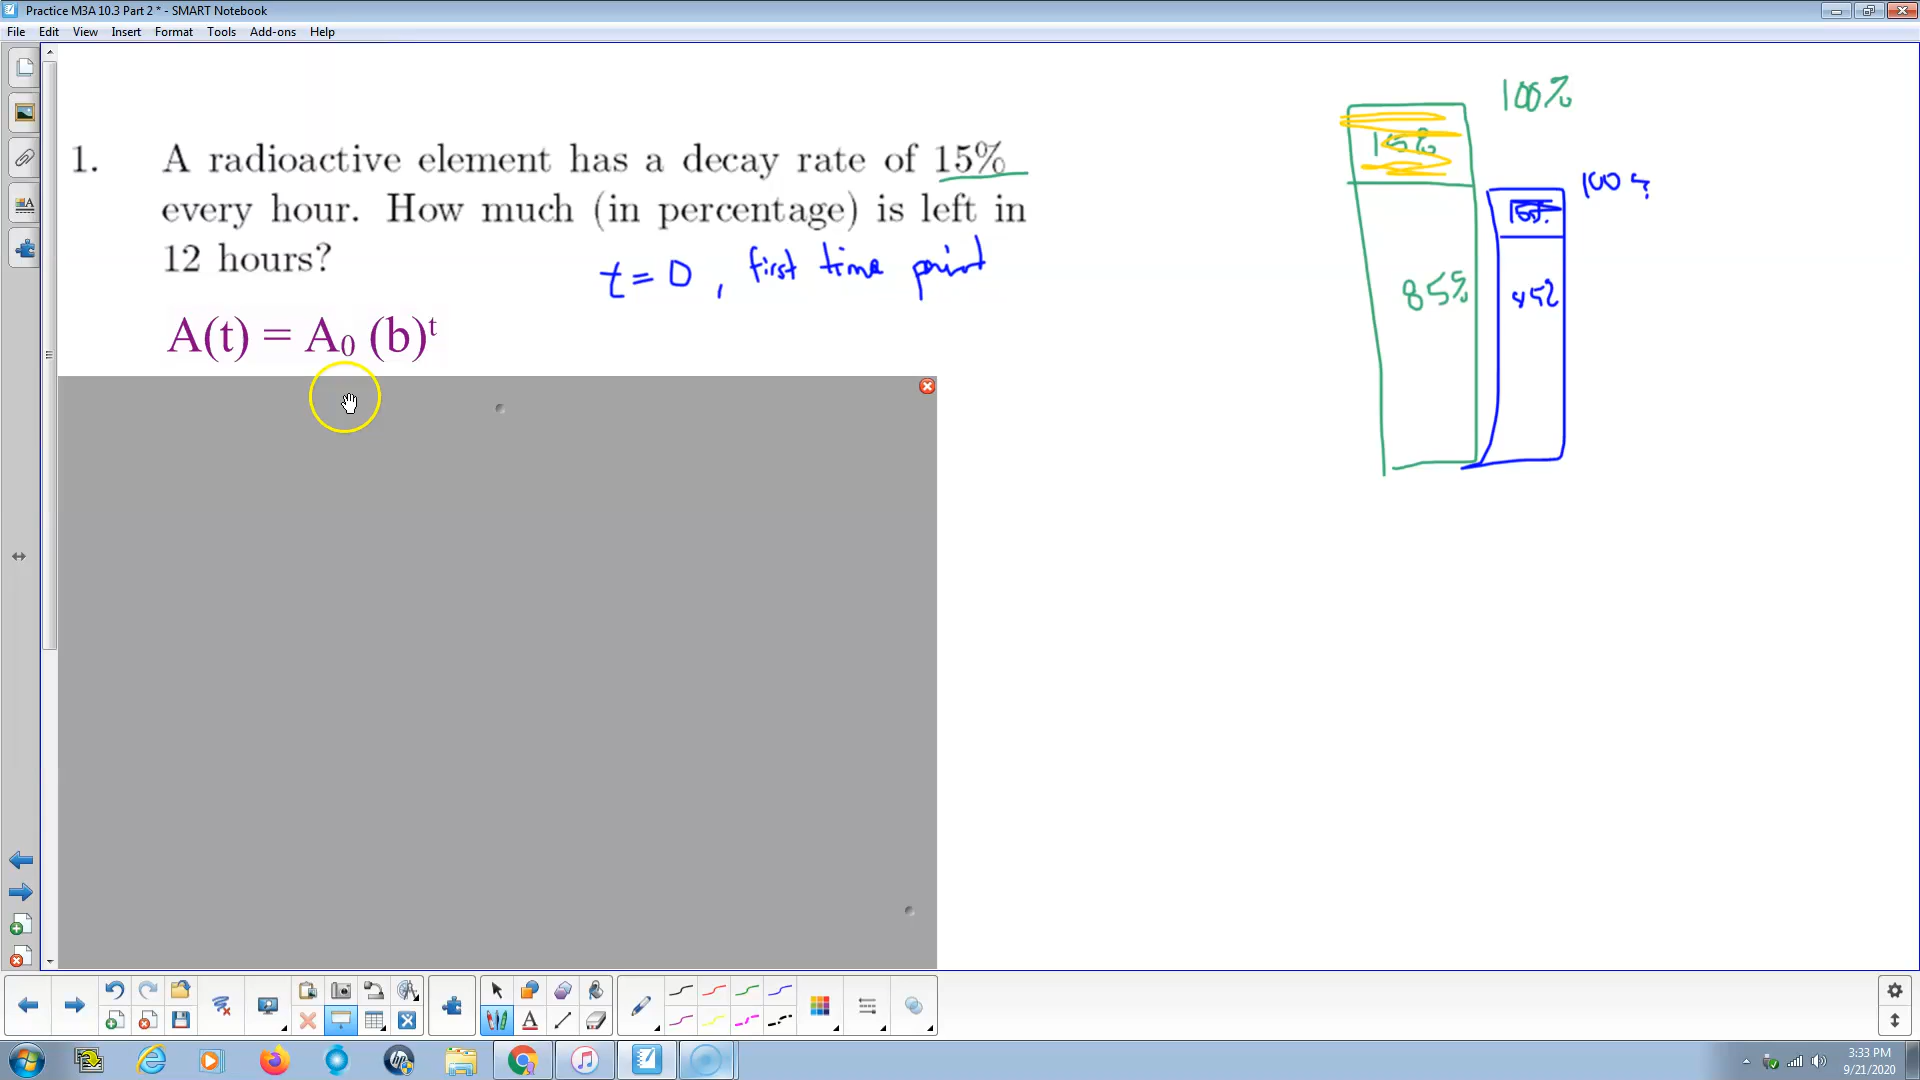 Practice M3A 10.3 Part 2 * - SMART Notebook
File Edit View Insert Format Tools Add-ons Help
1. A radioactive element has a decay rate of 15%
every hour. How much (in percentage) is left in
12 hours?
t = 0 , first time point
A(t) = A₀ (b)ᵗ
100%
15%
85%
100%
3:33 PM
9/21/2020